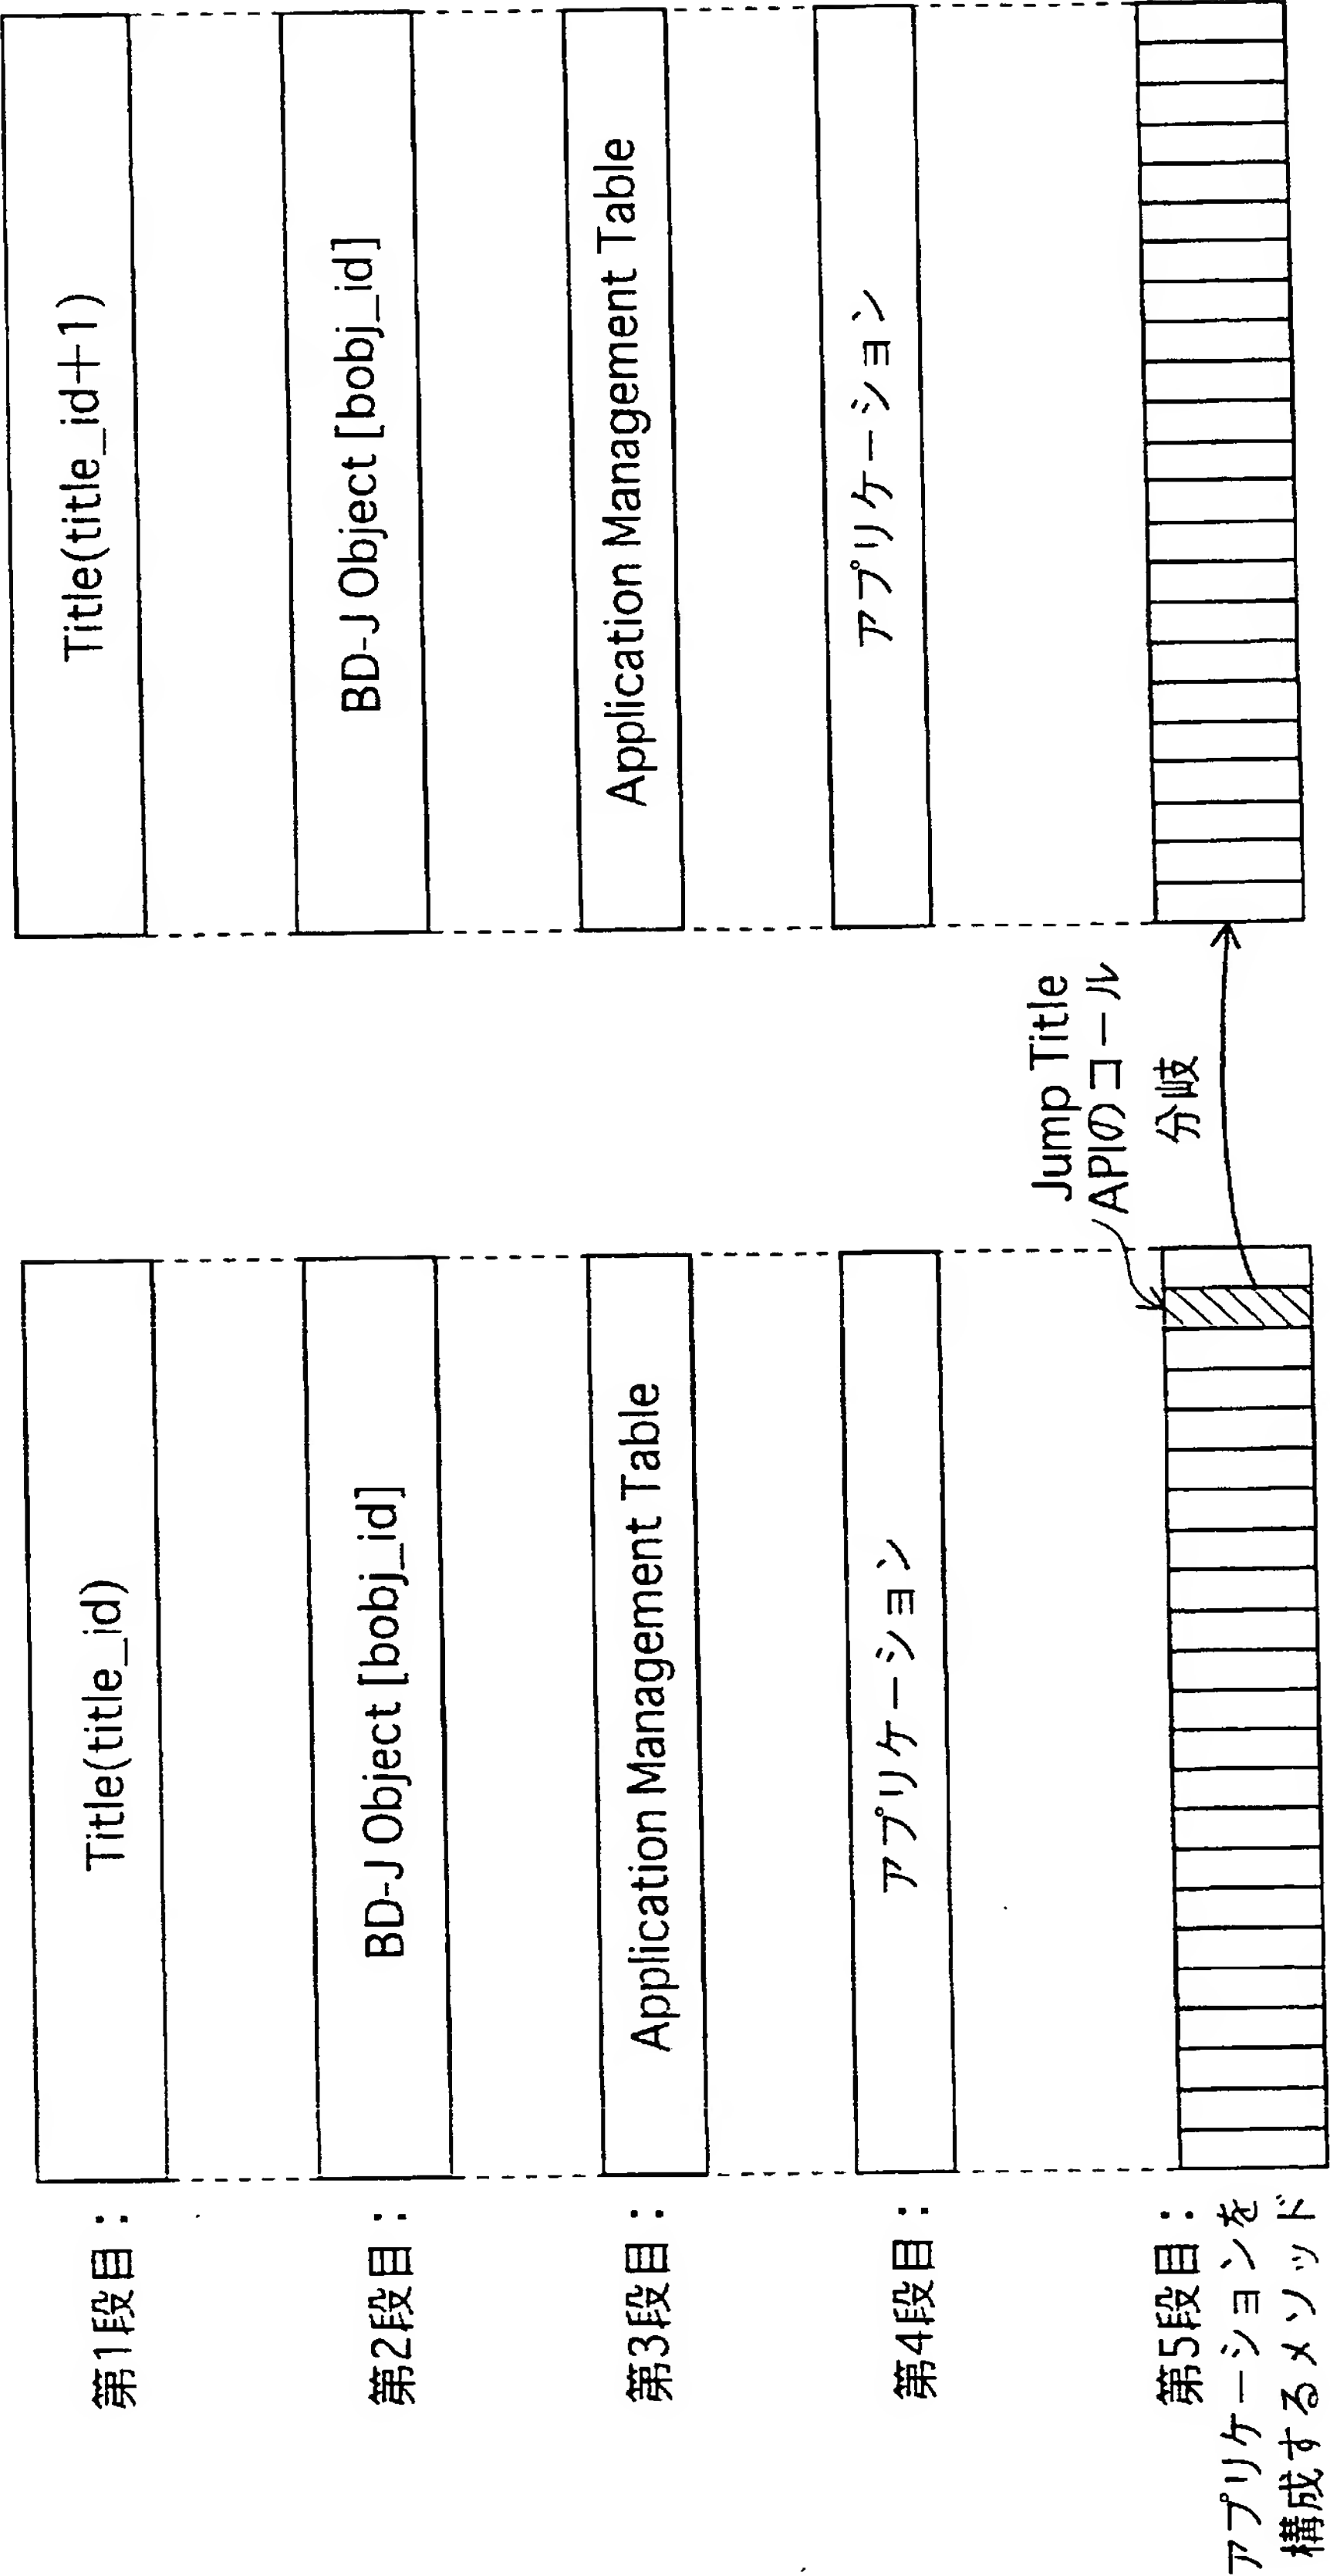 第1段目：
Title(title_id)
Title(title_id＋1)
第2段目：
BD-J Object [bobj_id]
BD-J Object [bobj_id]
第3段目：
Application Management Table
Application Management Table
第4段目：
アプリケーション
アプリケーション
Jump Title
APIのコール
分岐
第5段目：
アプリケーションを
構成するメソッド